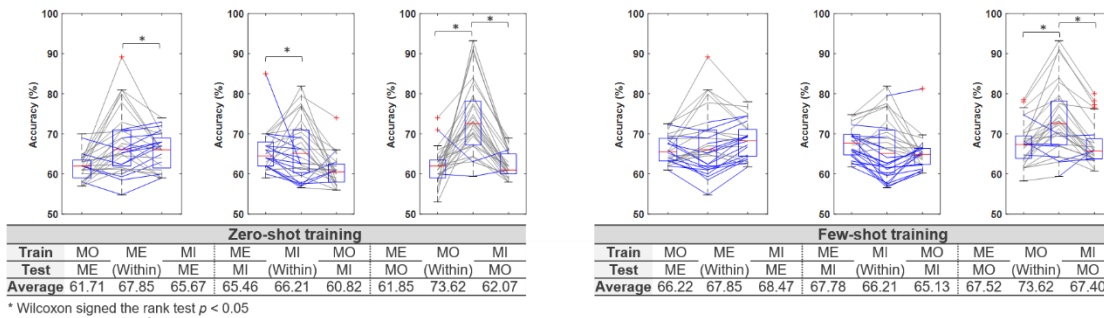 100 100 100 100 100 100
* * * * *
*
90 90 90 90 90 90
Accuracy (%) Accuracy (%) Accuracy (%) Accuracy (%) Accuracy (%) Accuracy (%)
80 80 80 80 80 80
70 70 70 70 70 70
60 60 60 60 60 60
50 50 50 50 50 50
Zero-shot training Few-shot training
Train MO ME MI ME MI MO ME MO MI Train MO ME MI ME MI MO ME MO MI
Test ME (Within) ME MI (Within) MI MO (Within) MO Test ME (Within) ME MI (Within) MI MO (Within) MO
Average 61.71 67.85 65.67 65.46 66.21 60.82 61.85 73.62 62.07 Average 66.22 67.85 68.47 67.78 66.21 65.13 67.52 73.62 67.40
* Wilcoxon signed the rank test p < 0.05